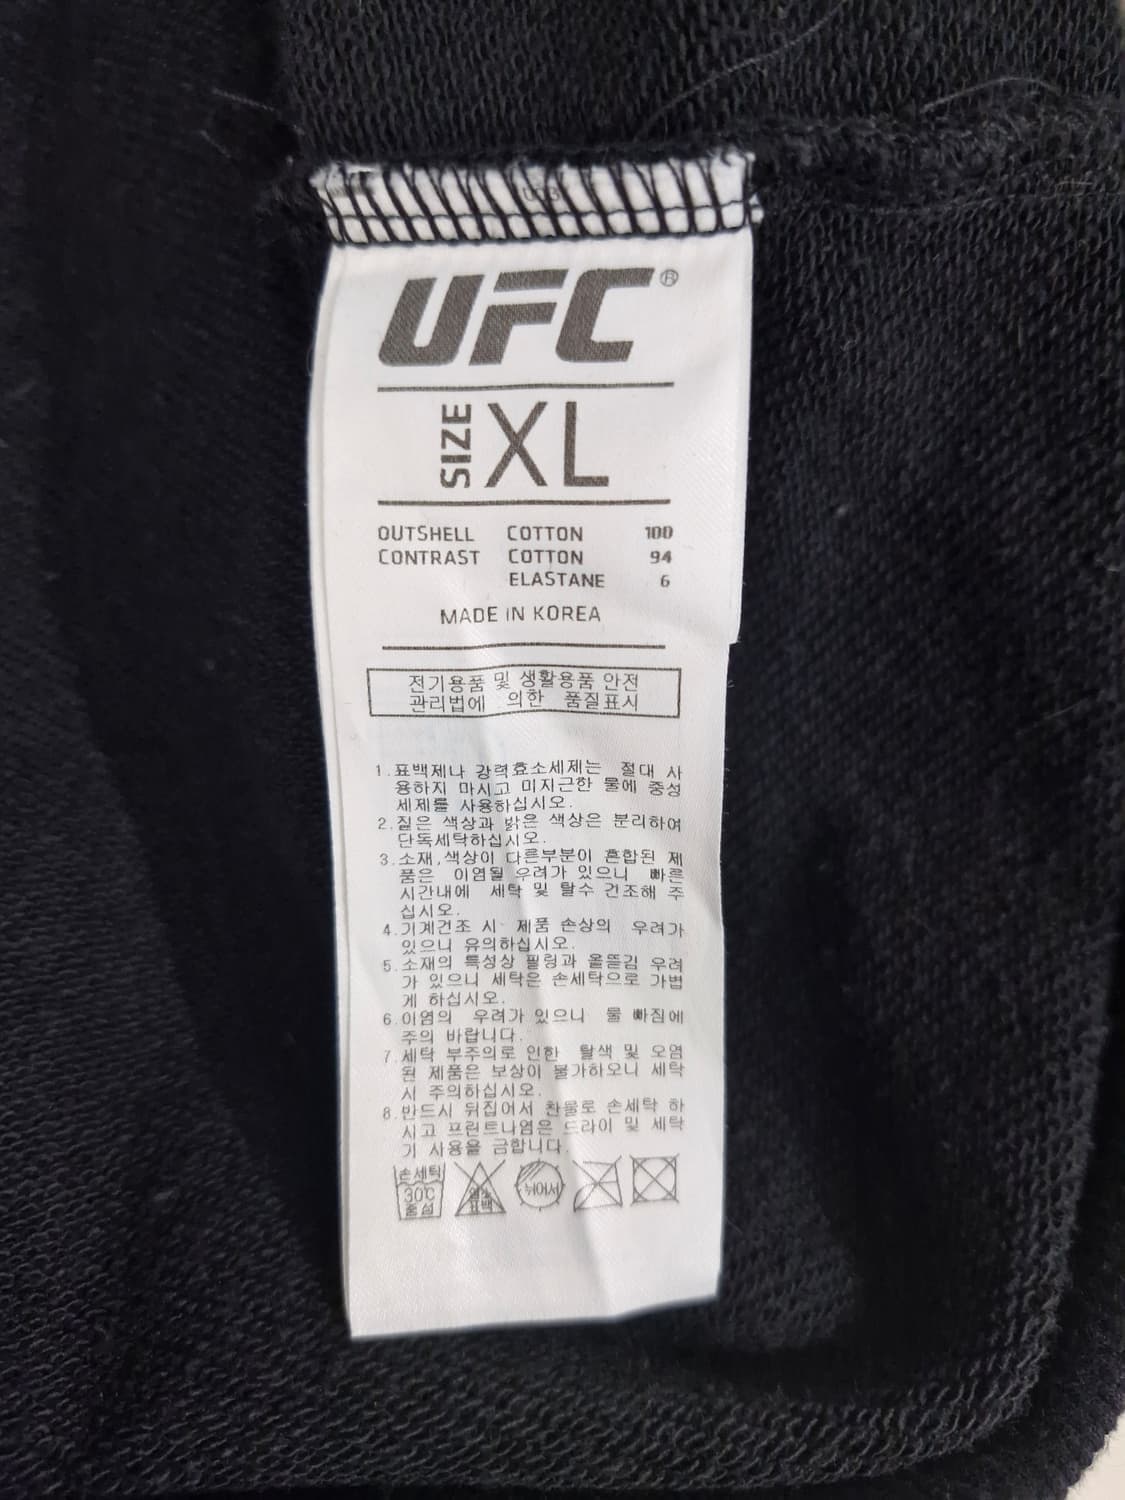 UFC®
SIZE XL
OUTSHELL COTTON 100
CONTRAST COTTON 94
ELASTANE 6
MADE IN KOREA
전기용품 및 생활용품 안전
관리법에 의한 품질표시
1.표백제나 강력효소세제는 절대 사
용하지 마시고 미지근한 물에 중성
세제를 사용하십시오.
2.짙은 색상과 밝은 색상은 분리하여
단독세탁하십시오.
3.소재,색상이 다른부분이 혼합된 제
품은 이염될 우려가 있으니 빠른
시간내에 세탁 및 탈수 건조해 주
십시오.
4.기계건조 시 제품 손상의 우려가
있으니 유의하십시오.
5.소재의 특성상 필링과 올뜯김 우려
가 있으니 세탁은 손세탁으로 가볍
게 하십시오.
6.이염의 우려가 있으니 물 빠짐에
주의 바랍니다.
7.세탁 부주의로 인한 탈색 및 오염
된 제품은 보상이 불가하오니 세탁
시 주의하십시오.
8.반드시 뒤집어서 찬물로 손세탁 하
시고 프린트나염은 드라이 및 세탁
기 사용을 금합니다
손세탁
30℃
중성
염소
표백
뉘어서